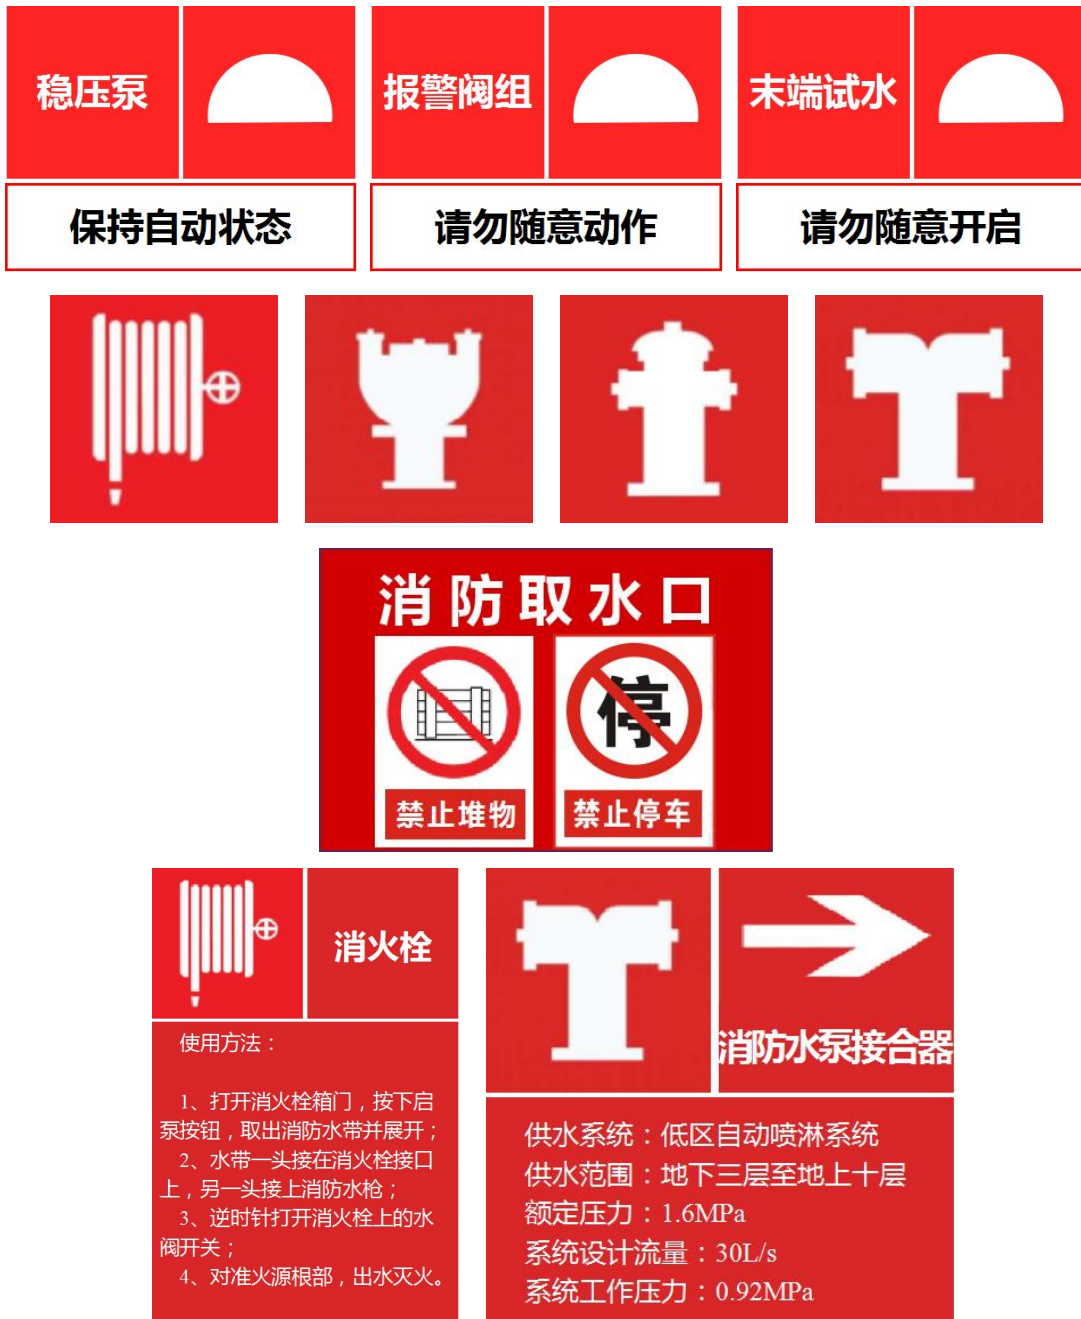 稳压泵
报警阀组
末端试水
保持自动状态
请勿随意动作
请勿随意开启
消防取水口
停
禁止堆物
禁止停车
消火栓
使用方法：
1、打开消火栓箱门，按下启
泵按钮，取出消防水带并展开；
2、水带一头接在消火栓接口
上，另一头接上消防水枪；
3、逆时针打开消火栓上的水
阀开关；
4、对准火源根部，出水灭火。
消防水泵接合器
供水系统：低区自动喷淋系统
供水范围：地下三层至地上十层
额定压力：1.6MPa
系统设计流量：30L/s
系统工作压力：0.92MPa